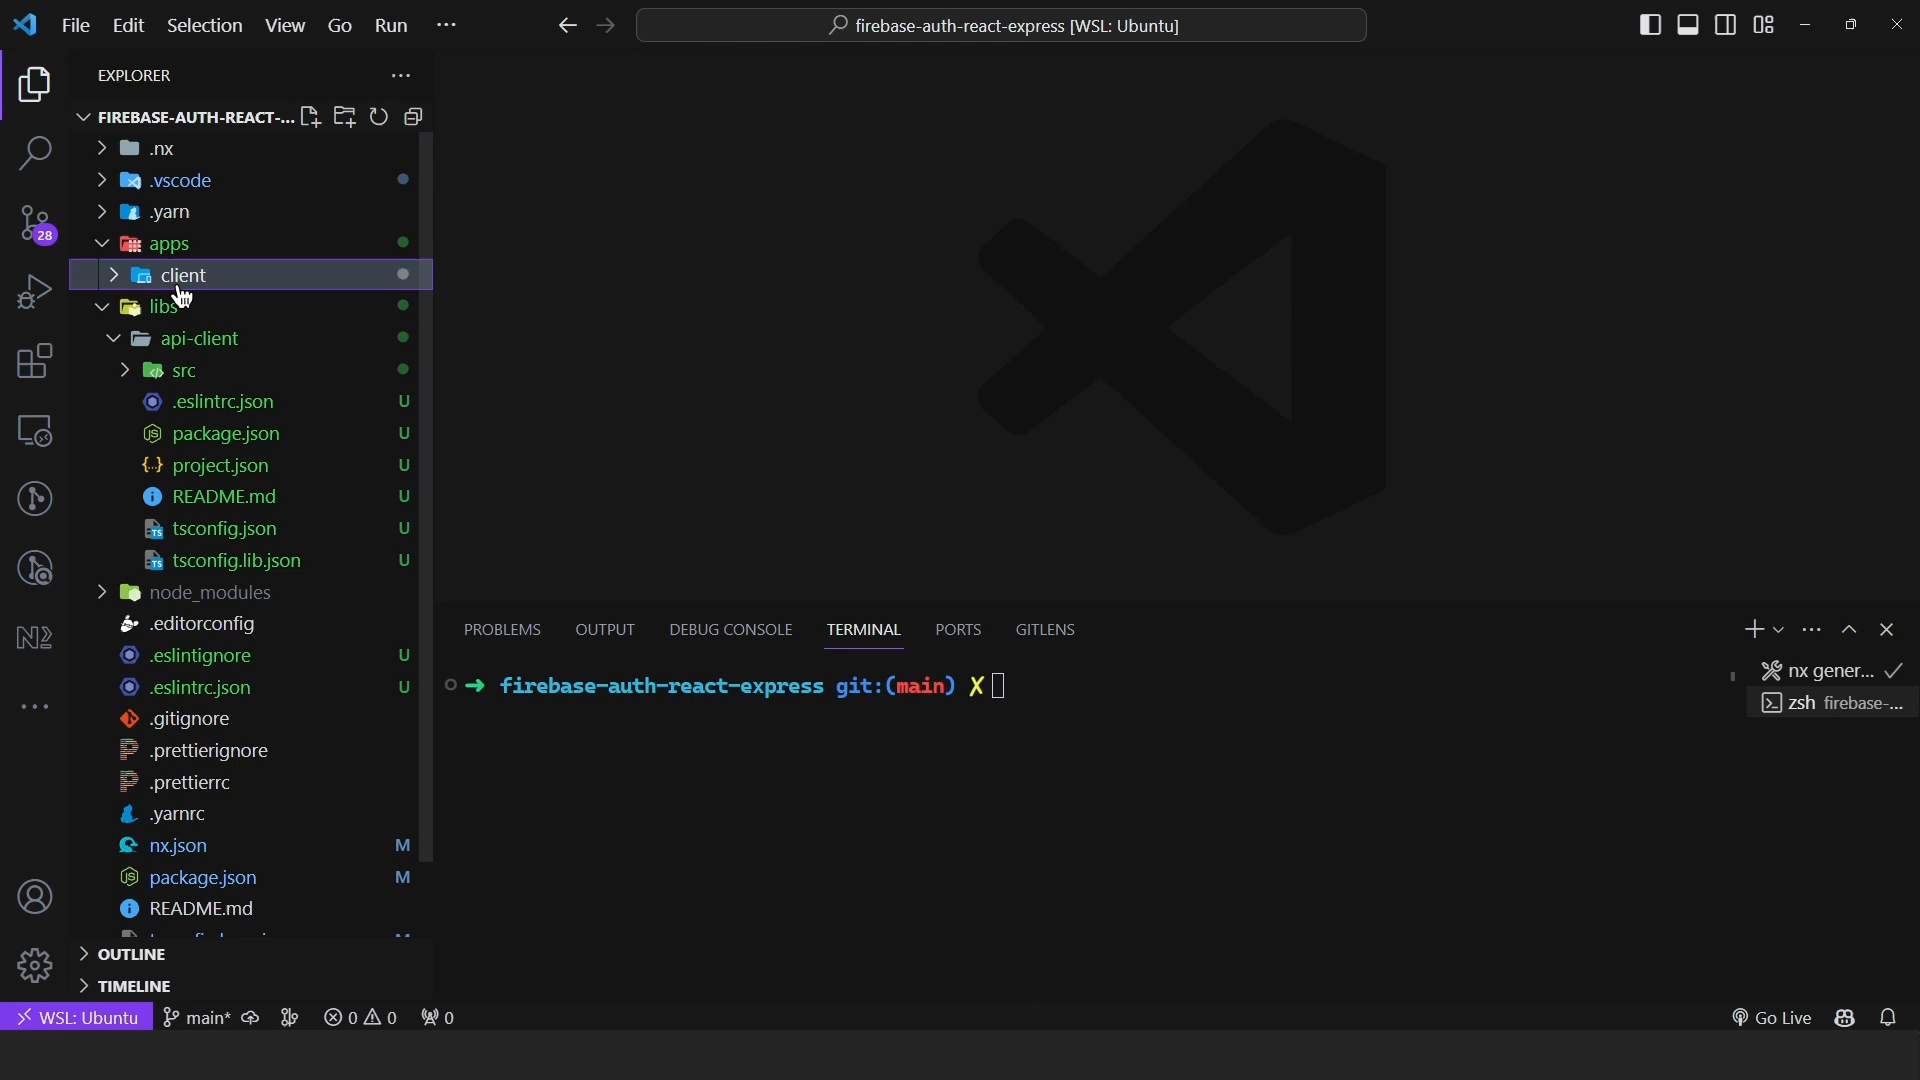 File Edit Selection View Go Run
firebase-auth-react-express [WSL: Ubuntu]
EXPLORER
FIREBASE-AUTH-REACT-...
.nx
.vscode
.yarn
apps
client
libs
api-client
src
.eslintrc.json U
package.json U
project.json U
README.md U
tsconfig.json U
tsconfig.lib.json U
node_modules
.editorconfig
.eslintignore U
.eslintrc.json U
.gitignore
.prettierignore
.prettierrc
.yarnrc
nx.json M
package.json M
README.md
OUTLINE
TIMELINE
28
PROBLEMS OUTPUT DEBUG CONSOLE TERMINAL PORTS GITLENS
➜ firebase-auth-react-express git:(main) ✗
nx gener...
zsh firebase-...
WSL: Ubuntu main* 0 0 0 Go Live